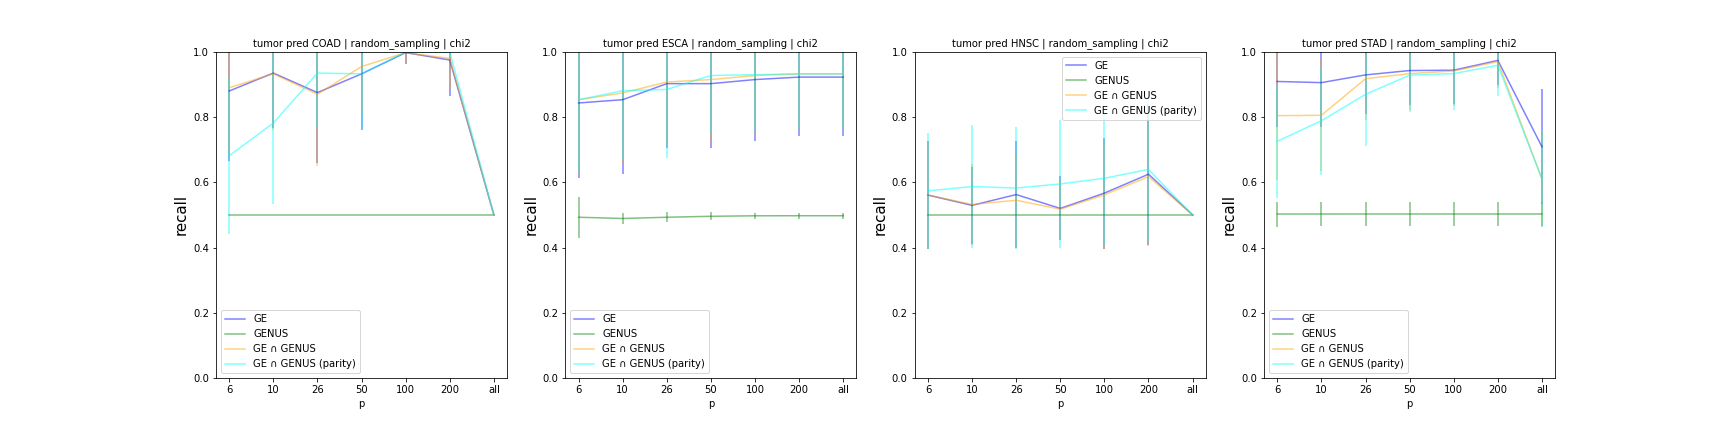 tumor pred COAD | random_sampling | chi2
recall
1.0
0.8
0.6
0.4
0.2
0.0
GE
GENUS
GE ∩ GENUS
GE ∩ GENUS (parity)
6 10 26 50 100 200 all
p
tumor pred ESCA | random_sampling | chi2
recall
1.0
0.8
0.6
0.4
0.2
0.0
GE
GENUS
GE ∩ GENUS
GE ∩ GENUS (parity)
6 10 26 50 100 200 all
p
tumor pred HNSC | random_sampling | chi2
recall
1.0
0.8
0.6
0.4
0.2
0.0
GE
GENUS
GE ∩ GENUS
GE ∩ GENUS (parity)
6 10 26 50 100 200 all
p
tumor pred STAD | random_sampling | chi2
recall
1.0
0.8
0.6
0.4
0.2
0.0
GE
GENUS
GE ∩ GENUS
GE ∩ GENUS (parity)
6 10 26 50 100 200 all
p